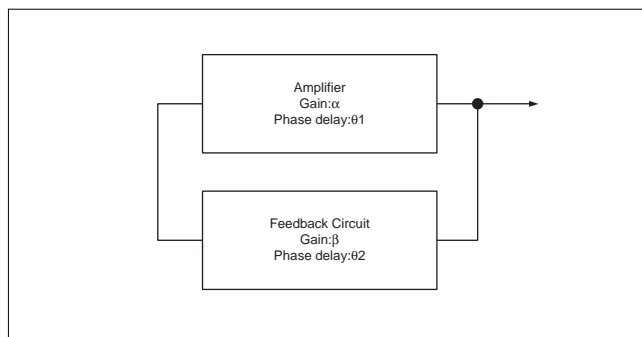 Amplifier
Gain:α
Phase delay:θ1
Feedback Circuit
Gain:β
Phase delay:θ2